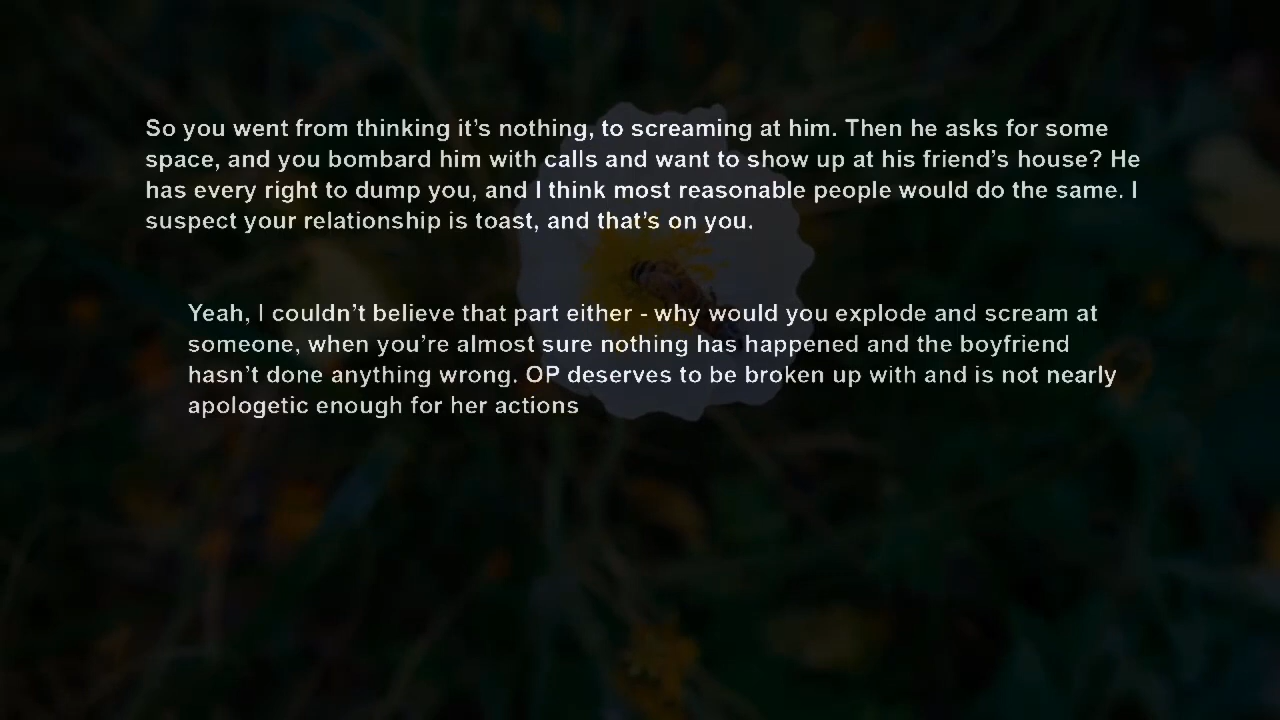 So you went from thinking it’s nothing, to screaming at him. Then he asks for some
space, and you bombard him with calls and want to show up at his friend’s house? He
has every right to dump you, and I think most reasonable people would do the same. I
suspect your relationship is toast, and that’s on you.
Yeah, I couldn’t believe that part either - why would you explode and scream at
someone, when you’re almost sure nothing has happened and the boyfriend
hasn’t done anything wrong. OP deserves to be broken up with and is not nearly
apologetic enough for her actions